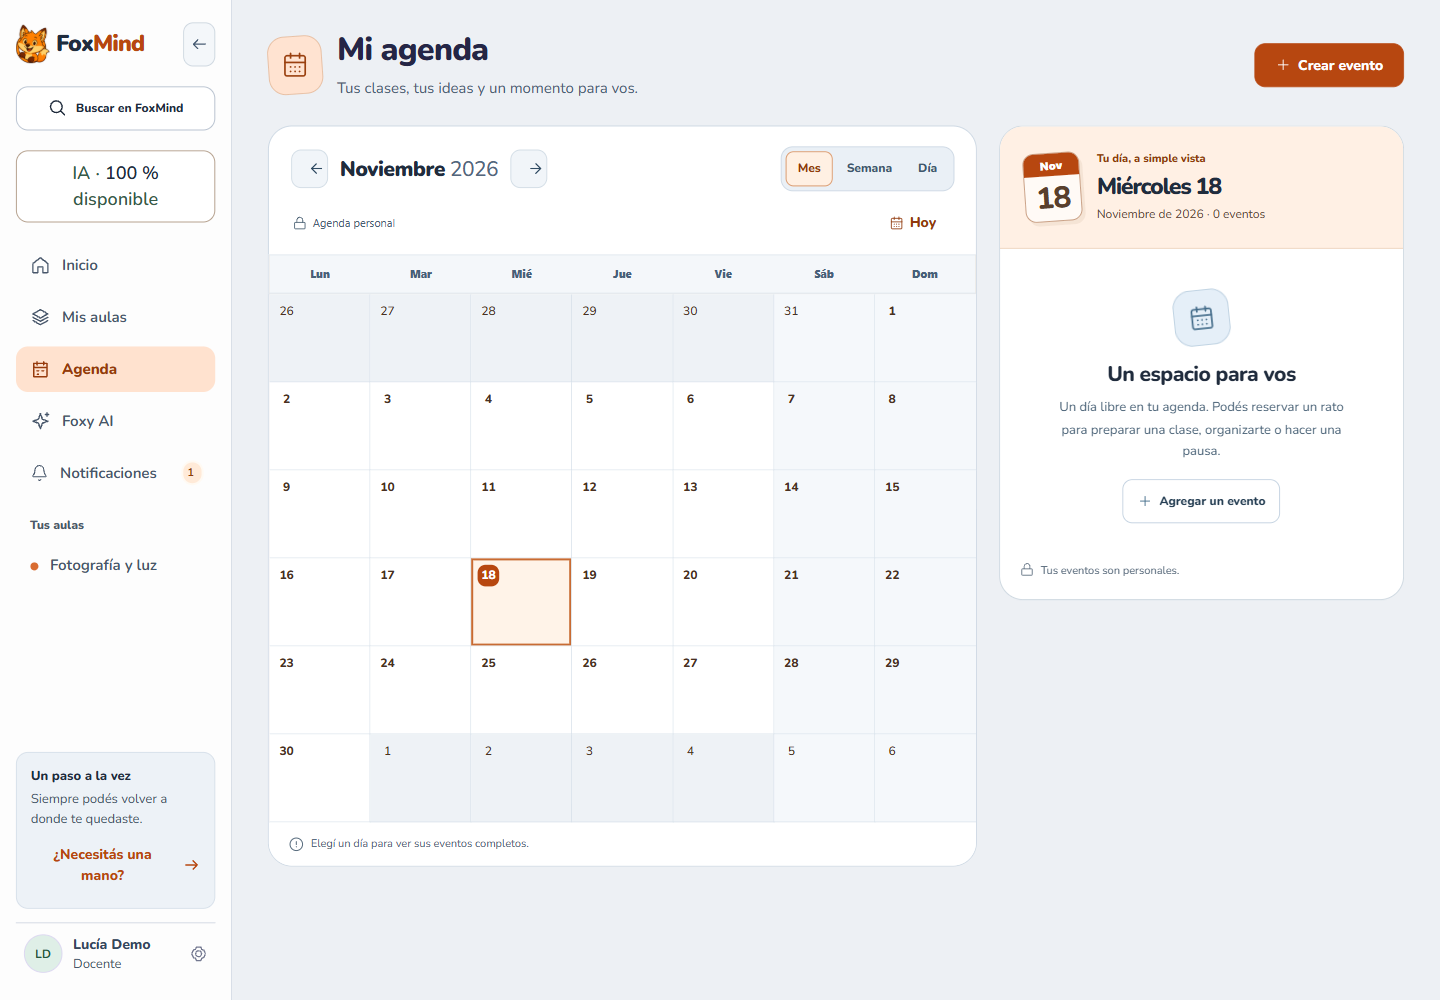 FoxMind
Buscar en FoxMind
IA · 100 %
disponible
Inicio
Mis aulas
Agenda
Foxy AI
Notificaciones 1
Tus aulas
Fotografía y luz
Un paso a la vez
Siempre podés volver a
donde te quedaste.
¿Necesitás una
mano?
LD
Lucía Demo
Docente
Mi agenda
Tus clases, tus ideas y un momento para vos.
Crear evento
Noviembre 2026
Mes Semana Día
Agenda personal
Hoy
Lun Mar Mié Jue Vie Sáb Dom
26 27 28 29 30 31 1
2 3 4 5 6 7 8
9 10 11 12 13 14 15
16 17 18 19 20 21 22
23 24 25 26 27 28 29
30 1 2 3 4 5 6
Elegí un día para ver sus eventos completos.
Nov
18
Tu día, a simple vista
Miércoles 18
Noviembre de 2026 · 0 eventos
Un espacio para vos
Un día libre en tu agenda. Podés reservar un rato
para preparar una clase, organizarte o hacer una
pausa.
Agregar un evento
Tus eventos son personales.